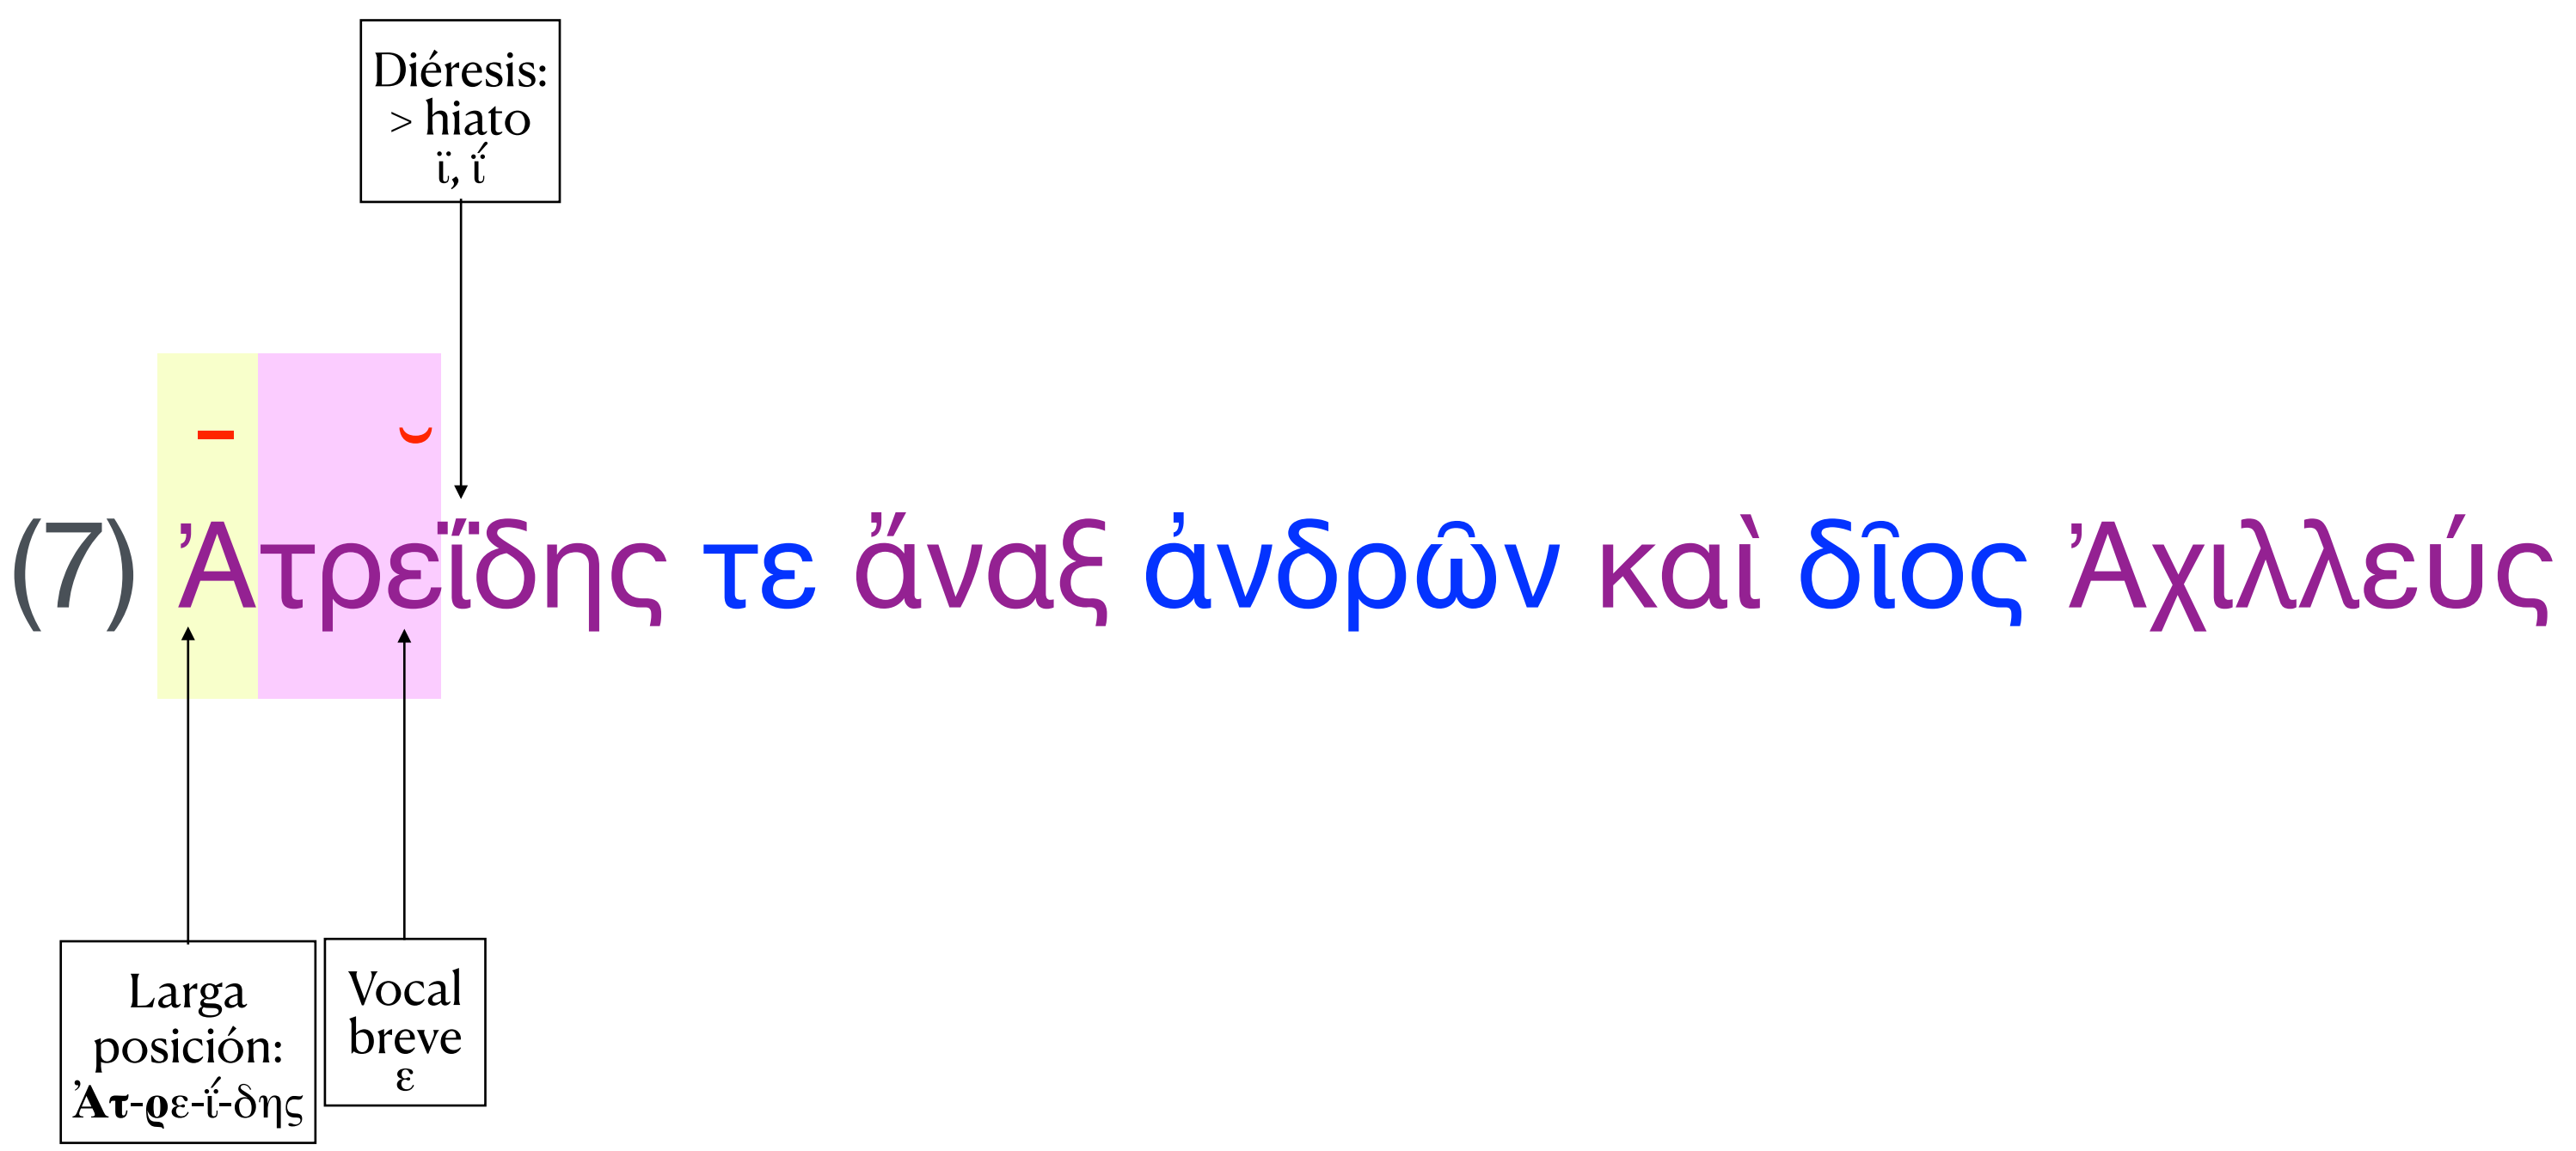 Diéresis:
> hiato
ϊ, ΐ
– ⏑
(7) Ἀτρεΐδης τε ἄναξ ἀνδρῶν καὶ δῖος Ἀχιλλεύς
Larga
posición:
Ἀτ-ρε-ΐ-δης
Vocal
breve
ε